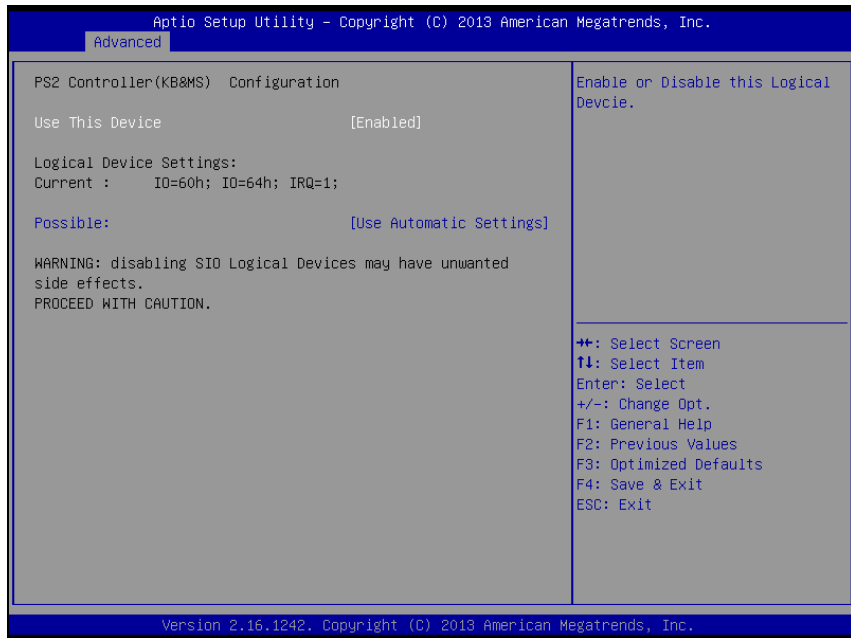 Aptio Setup Utility – Copyright (C) 2013 American Megatrends, Inc.
Advanced
PS2 Controller(KB&MS) Configuration
Use This Device [Enabled]
Logical Device Settings:
Current : IO=60h; IO=64h; IRQ=1;
Possible: [Use Automatic Settings]
WARNING: disabling SIO Logical Devices may have unwanted
side effects.
PROCEED WITH CAUTION.
Enable or Disable this Logical
Devcie.
→←: Select Screen
↑↓: Select Item
Enter: Select
+/-: Change Opt.
F1: General Help
F2: Previous Values
F3: Optimized Defaults
F4: Save & Exit
ESC: Exit
Version 2.16.1242. Copyright (C) 2013 American Megatrends, Inc.